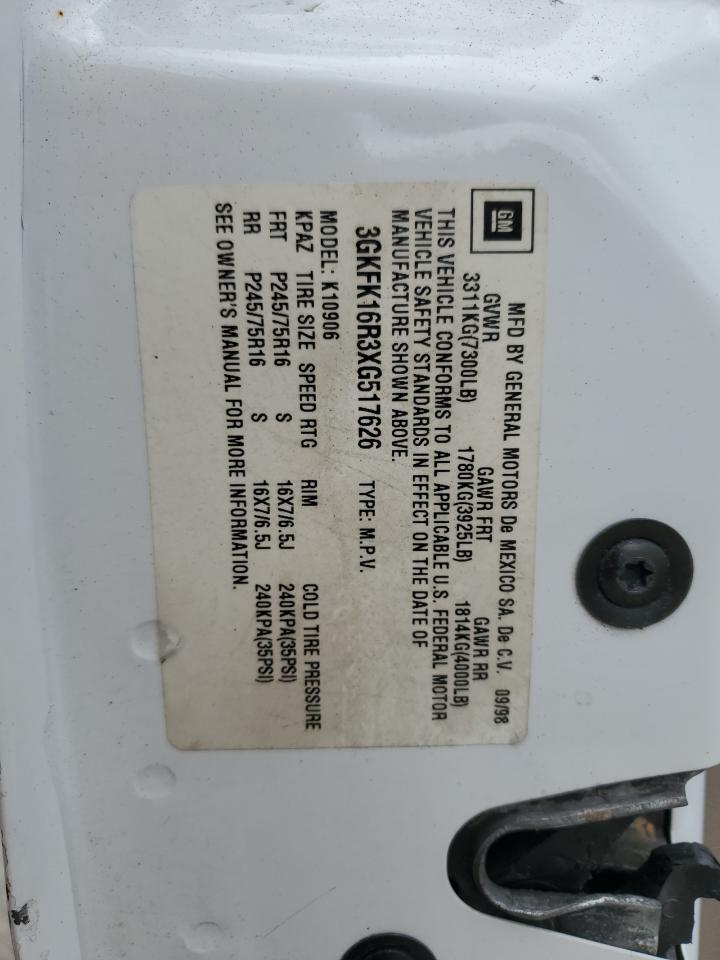 GM
MFD BY GENERAL MOTORS De MEXICO SA. De C.V. 09/98
GVWR GAWR FRT GAWR RR
3311KG(7300LB) 1780KG(3925LB) 1814KG(4000LB)
THIS VEHICLE CONFORMS TO ALL APPLICABLE U.S. FEDERAL MOTOR
VEHICLE SAFETY STANDARDS IN EFFECT ON THE DATE OF
MANUFACTURE SHOWN ABOVE.
3GKFK16R3XG517626 TYPE: M.P.V.
MODEL: K10906
KPAZ TIRE SIZE SPEED RTG RIM COLD TIRE PRESSURE
FRT P245/75R16 S 16X7/6.5J 240KPA(35PSI)
RR P245/75R16 S 16X7/6.5J 240KPA(35PSI)
SEE OWNER'S MANUAL FOR MORE INFORMATION.